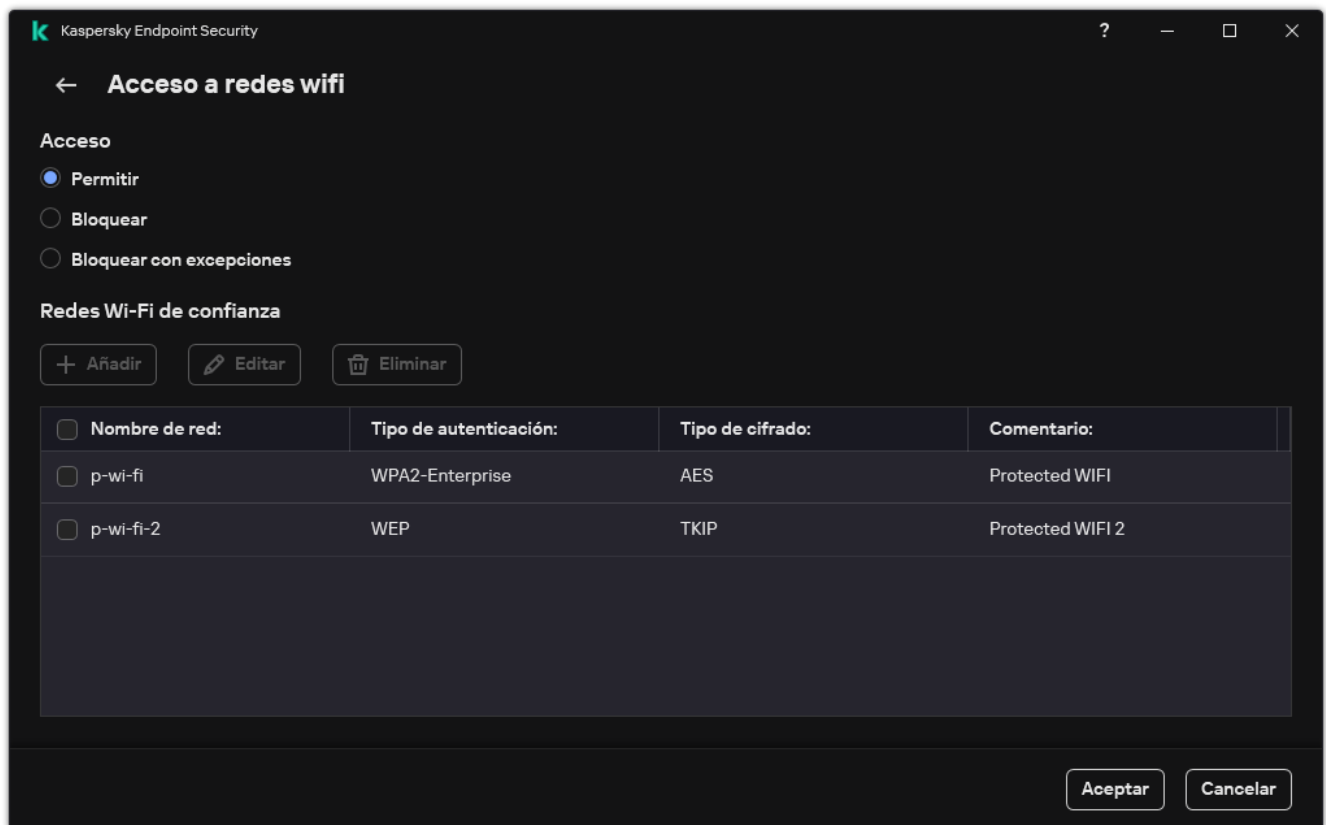 Kaspersky Endpoint Security ?
Acceso a redes wifi
Acceso
Permitir
Bloquear
Bloquear con excepciones
Redes Wi-Fi de confianza
Añadir Editar Eliminar
Nombre de red: Tipo de autenticación: Tipo de cifrado: Comentario:
p-wi-fi WPA2-Enterprise AES Protected WIFI
p-wi-fi-2 WEP TKIP Protected WIFI 2
Aceptar Cancelar